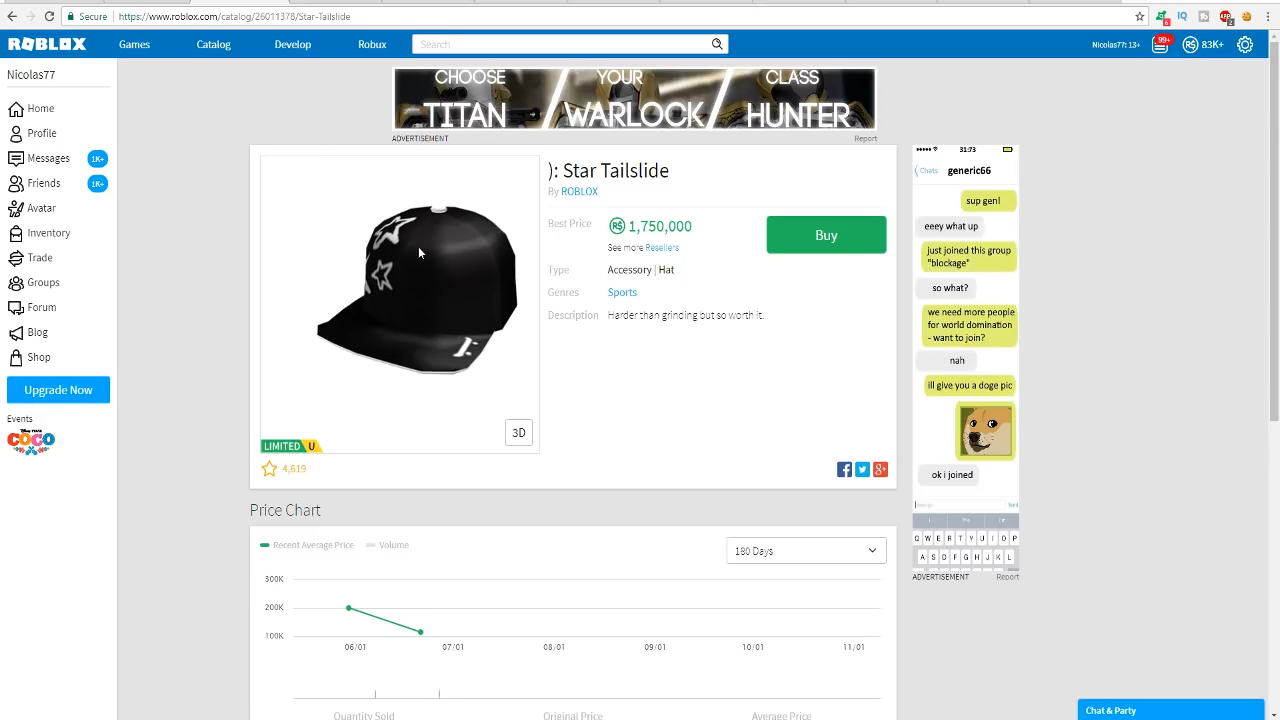 Secure
https://www.roblox.com/catalog/26011378/Star-Tailslide
ROBLOX
Games
Catalog
Develop
Robux
Search
Nicolas77: 13+
99+
83K+
Nicolas77
Home
Profile
Messages
1K+
Friends
1K+
Avatar
Inventory
Trade
Groups
Forum
Blog
Shop
Upgrade Now
Events
COCO
CHOOSE YOUR CLASS
TITAN / WARLOCK / HUNTER
ADVERTISEMENT
Report
): Star Tailslide
By ROBLOX
Best Price
R$ 1,750,000
See more Resellers
Buy
Type
Accessory | Hat
Genres
Sports
Description
Harder than grinding but so worth it.
3D
LIMITED U
4,619
Price Chart
Recent Average Price
Volume
180 Days
300K
200K
100K
06/01
07/01
08/01
09/01
10/01
11/01
Quantity Sold
Original Price
Average Price
31:73
Chats
generic66
sup gen!
eeey what up
just joined this group
"blockage"
so what?
we need more people
for world domination
- want to join?
nah
ill give you a doge pic
ok i joined
Q W E R T Y U I O P
A S D F G H J K L
ADVERTISEMENT
Report
Chat & Party